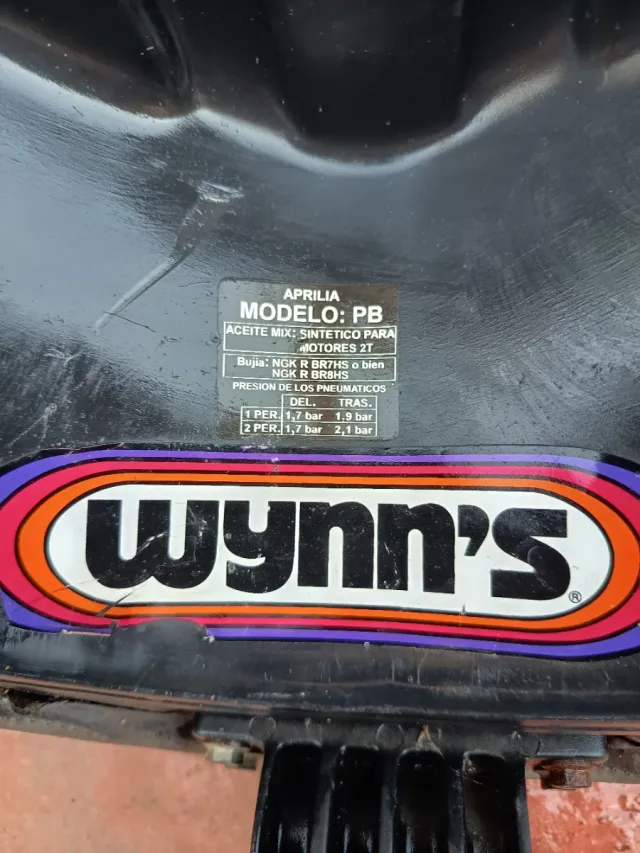 APRILIA
MODELO: PB
ACEITE MIX: SINTETICO PARA
MOTORES 2T
Bujia: NGK R BR7HS o bien
NGK R BR8HS
PRESION DE LOS PNEUMATICOS
DEL. TRAS.
1 PER. 1,7 bar 1.9 bar
2 PER. 1,7 bar 2,1 bar
WYNN'S ®